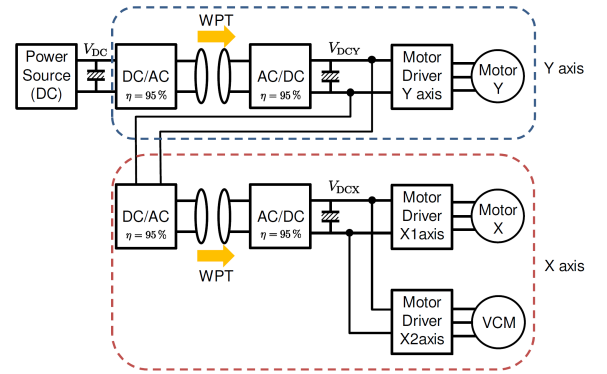 WPT
Power
Source
(DC)
V_DC
DC/AC
η = 95 %
AC/DC
η = 95 %
V_DCY
Motor
Driver
Y axis
Motor
Y
Y axis
DC/AC
η = 95 %
AC/DC
η = 95 %
V_DCX
Motor
Driver
X1axis
Motor
X
WPT
X axis
Motor
Driver
X2axis
VCM